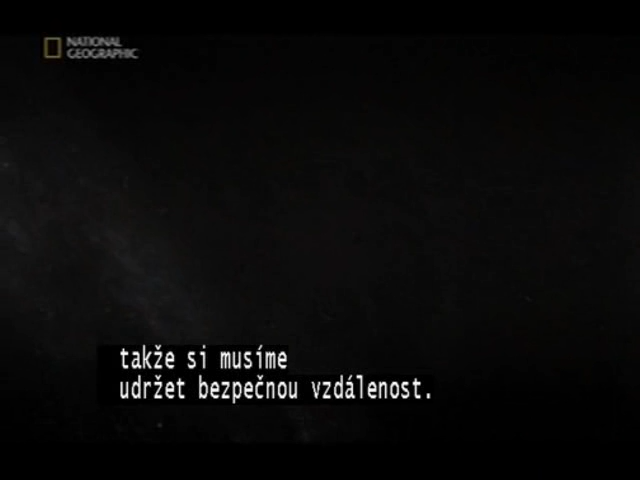 NATIONAL
GEOGRAPHIC
takže si musíme
udržet bezpečnou vzdálenost.